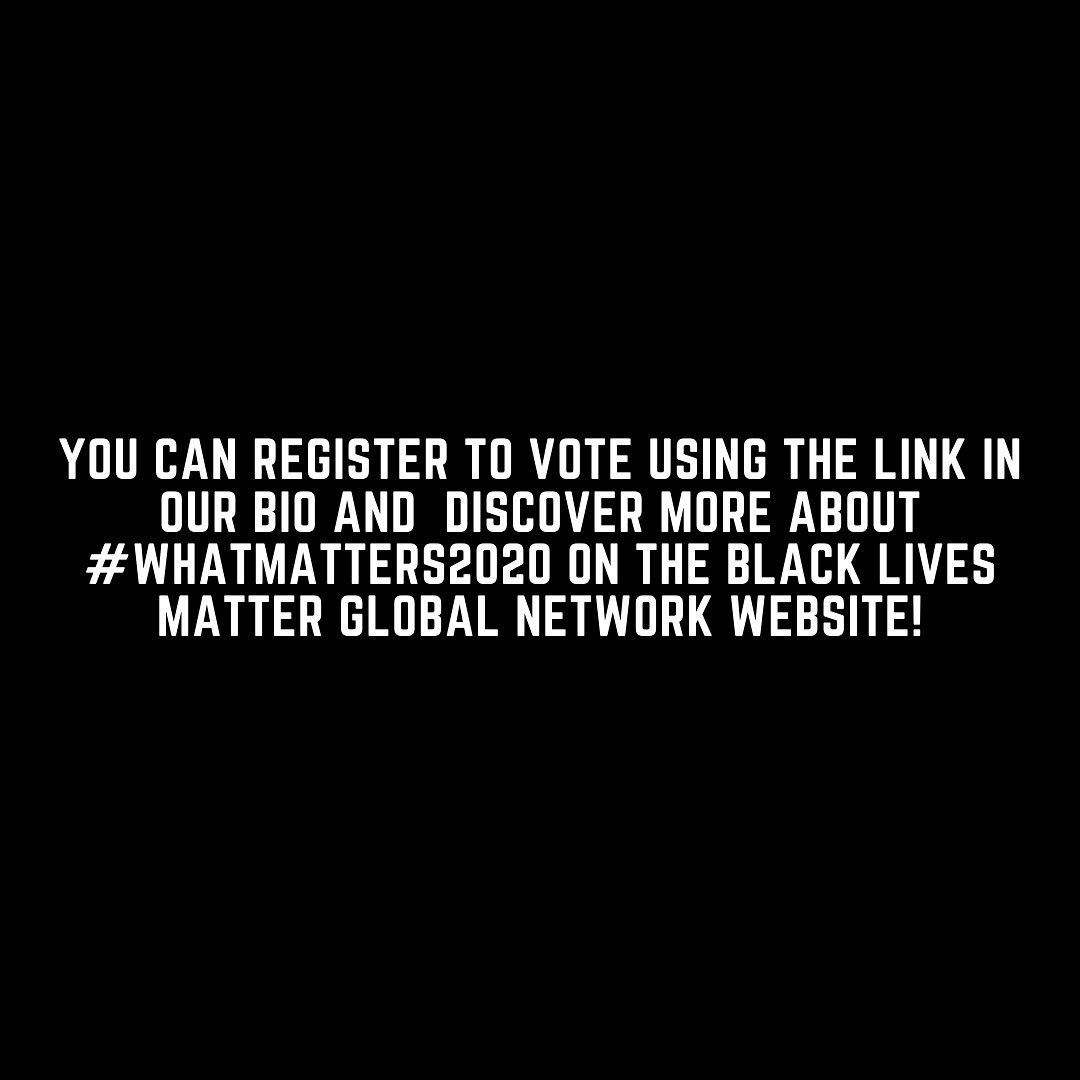 YOU CAN REGISTER TO VOTE USING THE LINK IN
OUR BIO AND  DISCOVER MORE ABOUT
#WHATMATTERS2020 ON THE BLACK LIVES
MATTER GLOBAL NETWORK WEBSITE!